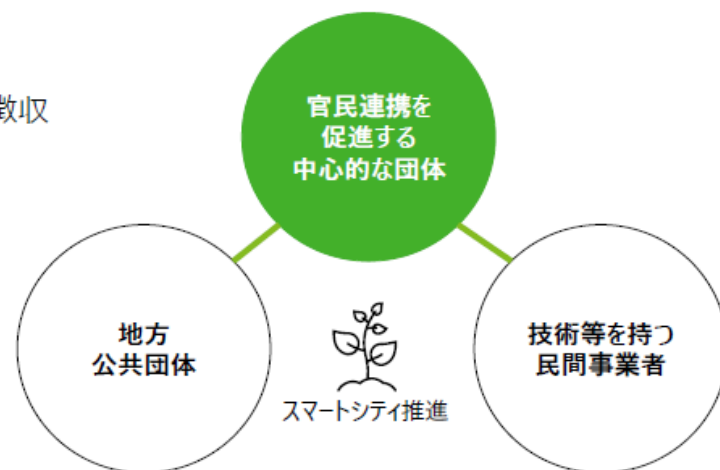 徴収
官民連携を
促進する
中心的な団体
地方
公共団体
技術等を持つ
民間事業者
スマートシティ推進